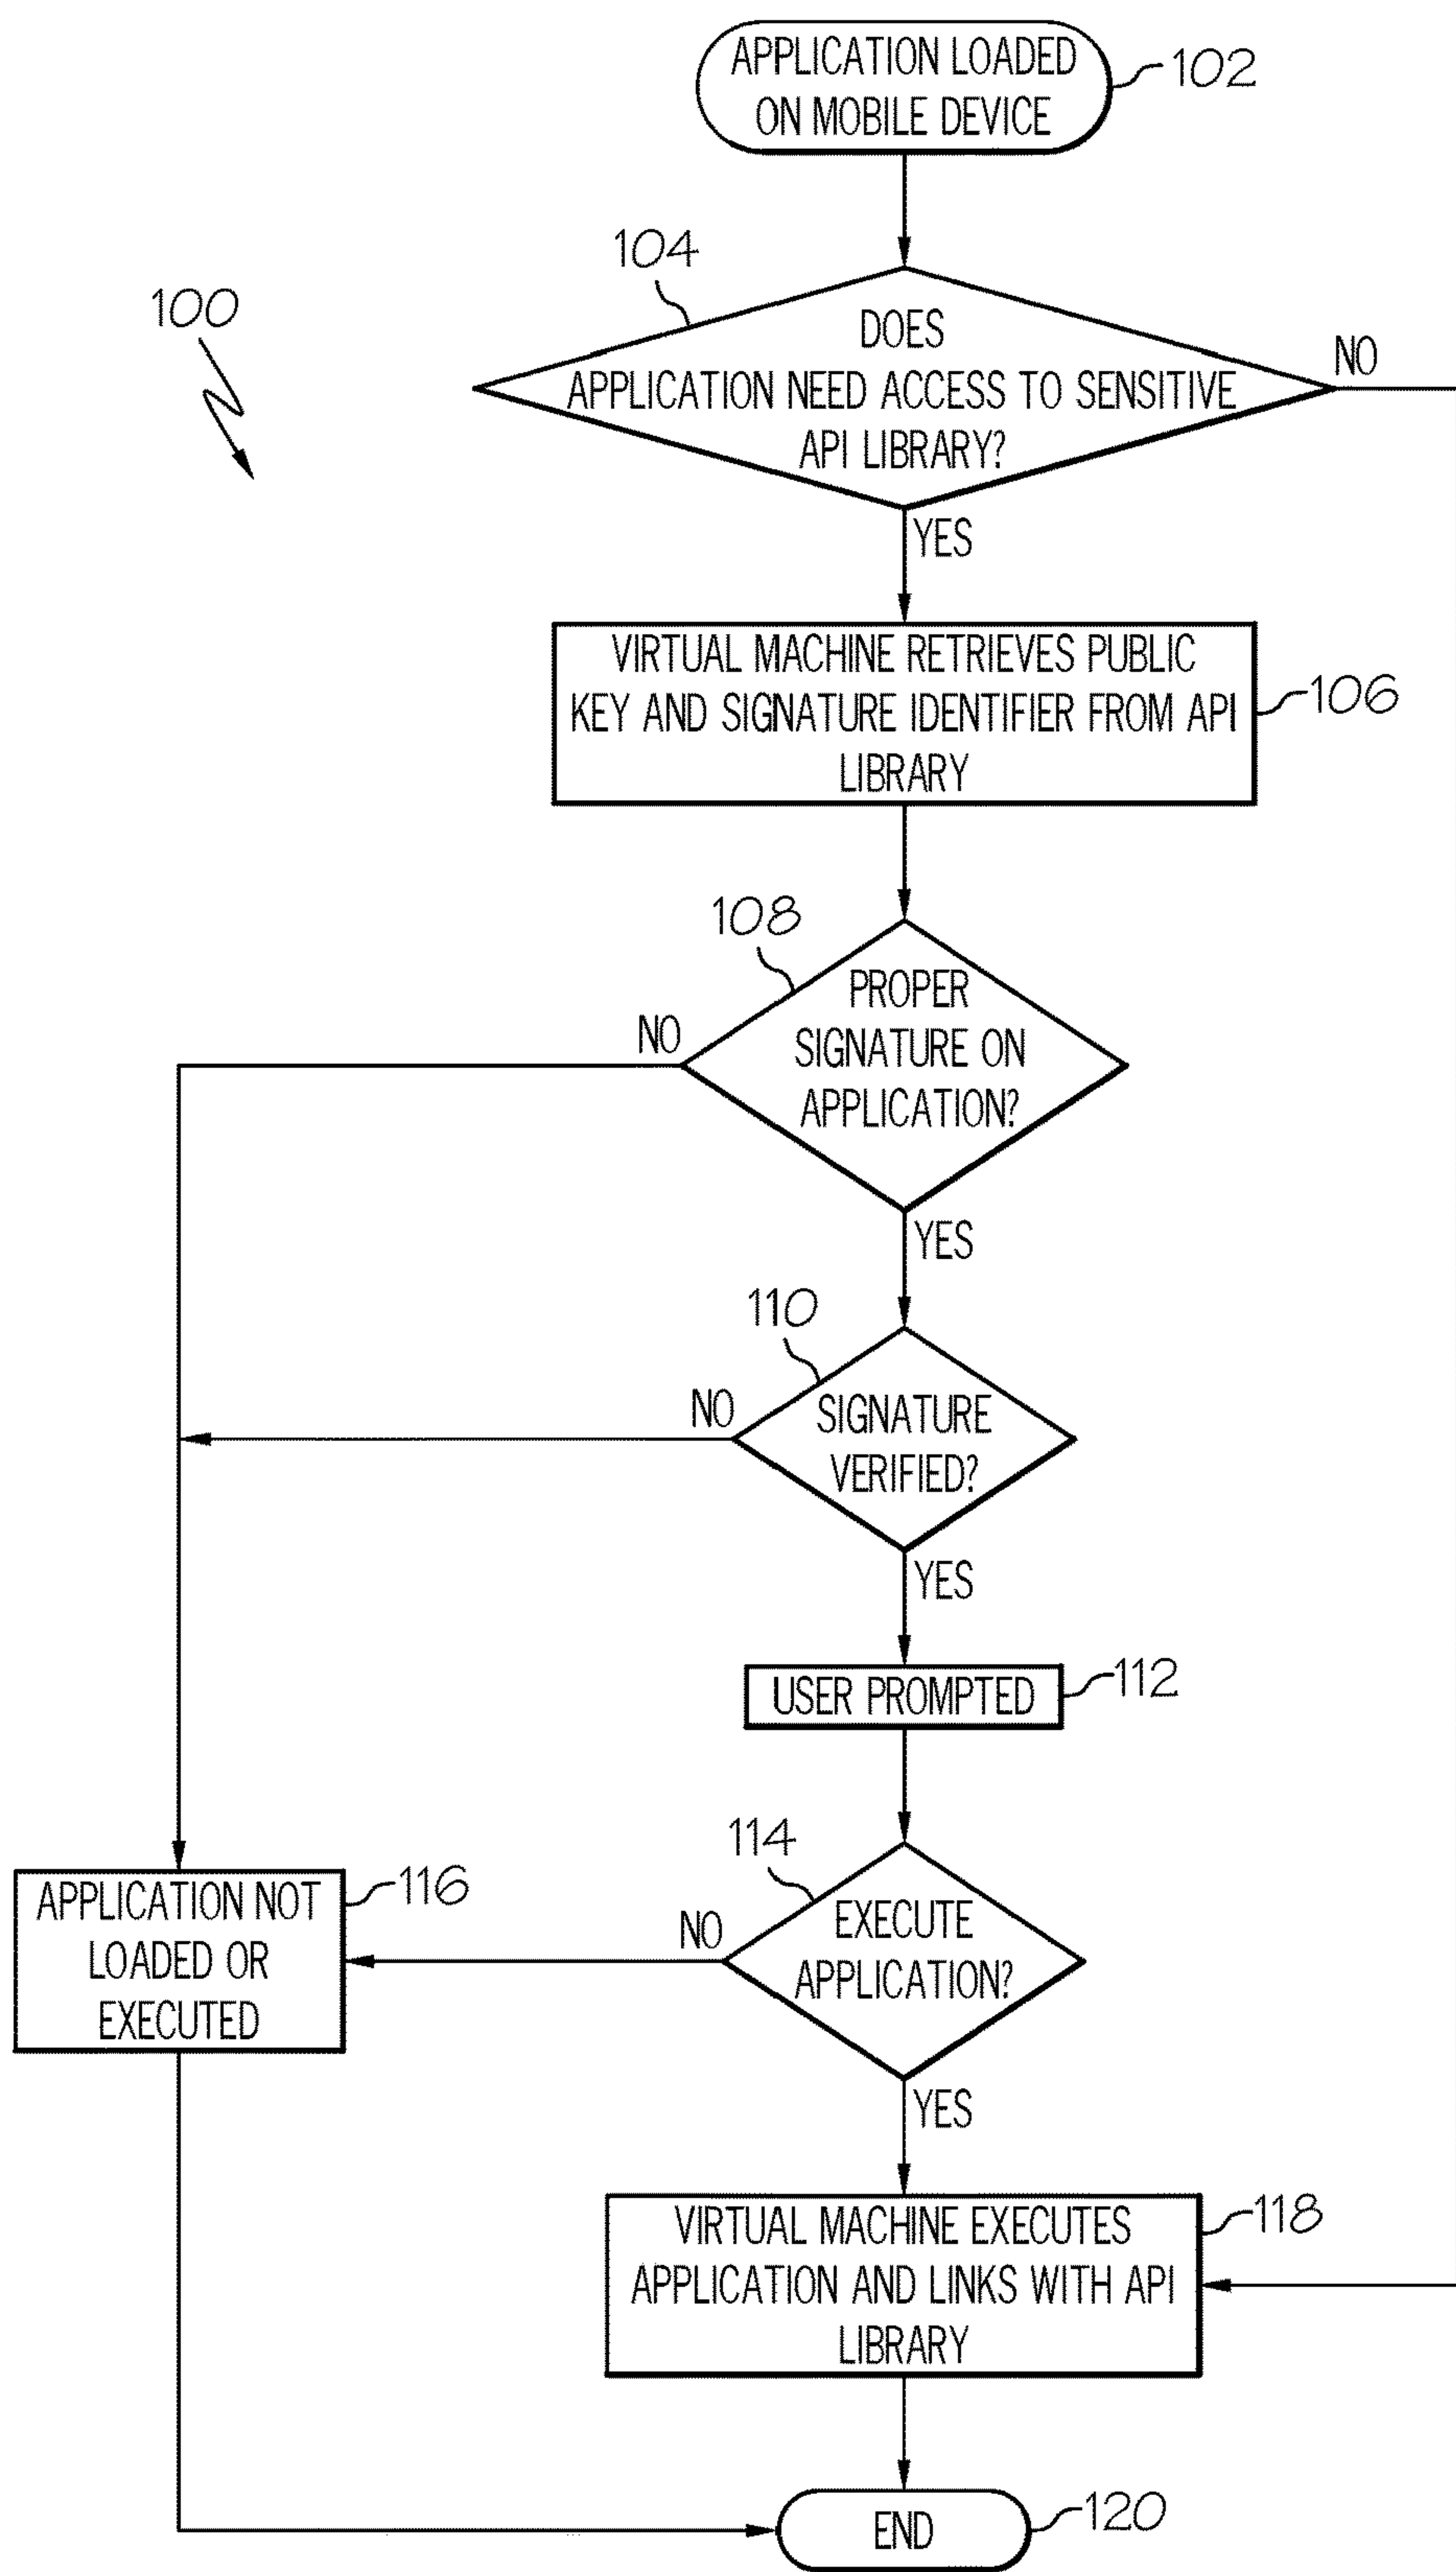 APPLICATION LOADED
ON MOBILE DEVICE
102
104
100
DOES
APPLICATION NEED ACCESS TO SENSITIVE
API LIBRARY?
NO
YES
VIRTUAL MACHINE RETRIEVES PUBLIC
KEY AND SIGNATURE IDENTIFIER FROM API
LIBRARY
106
108
PROPER
SIGNATURE ON
APPLICATION?
NO
YES
110
SIGNATURE
VERIFIED?
NO
YES
USER PROMPTED
112
114
EXECUTE
APPLICATION?
NO
YES
APPLICATION NOT
LOADED OR
EXECUTED
116
VIRTUAL MACHINE EXECUTES
APPLICATION AND LINKS WITH API
LIBRARY
118
END
120